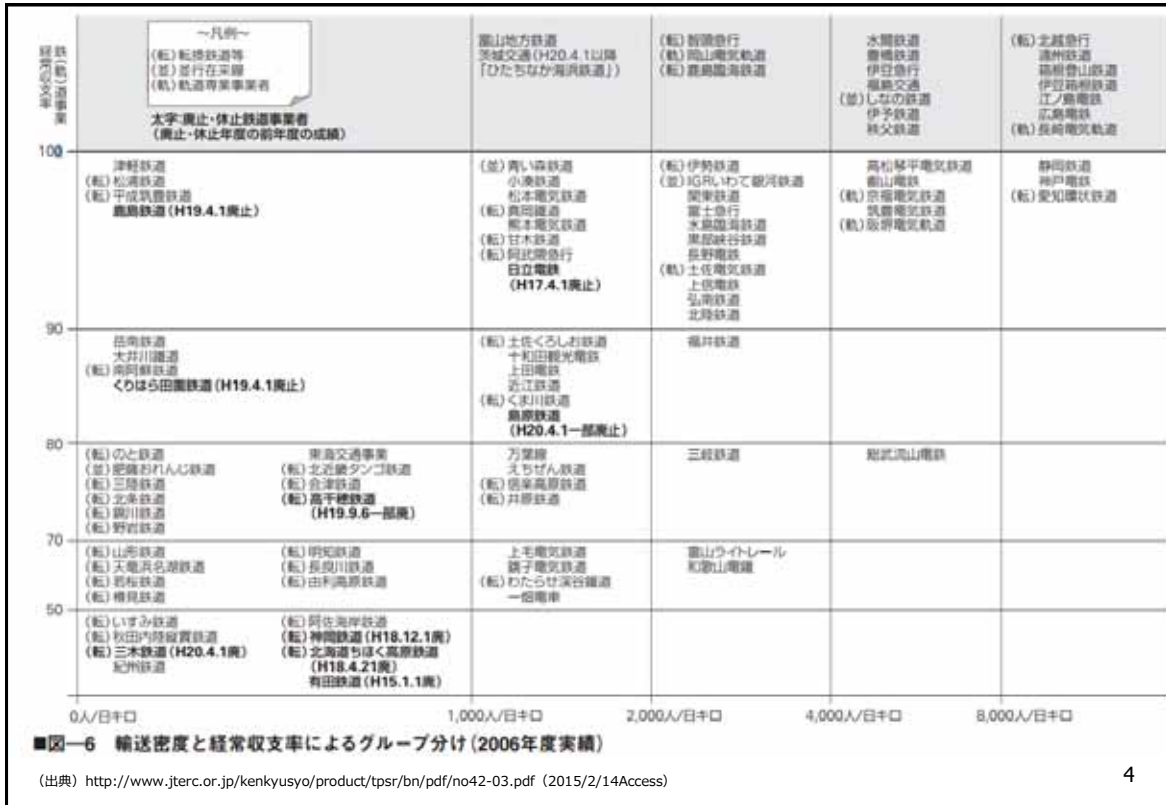 鉄(軌)道事業
経常収支率
～凡例～
(転)転換鉄道等
(並)並行在来線
(軌)軌道専業事業者
太字:廃止・休止鉄道事業者
(廃止・休止年度の前年度の成績)
富山地方鉄道
茨城交通(H20.4.1以降
「ひたちなか海浜鉄道」)
(転)智頭急行
(軌)岡山電気軌道
(転)鹿島臨海鉄道
水間鉄道
豊橋鉄道
伊豆急行
福島交通
(並)しなの鉄道
伊予鉄道
秩父鉄道
(転)北越急行
遠州鉄道
箱根登山鉄道
伊豆箱根鉄道
江ノ島電鉄
広島電鉄
(軌)長崎電気軌道
100
津軽鉄道
(転)松浦鉄道
(転)平成筑豊鉄道
鹿島鉄道(H19.4.1廃止)
(並)青い森鉄道
小湊鉄道
松本電気鉄道
(転)真岡鐵道
熊本電気鉄道
(転)甘木鉄道
(転)阿武隈急行
日立電鉄
(H17.4.1廃止)
(転)伊勢鉄道
(並)IGRいわて銀河鉄道
関東鉄道
富士急行
水島臨海鉄道
黒部峡谷鉄道
長野電鉄
(軌)土佐電気鉄道
上信電鉄
弘南鉄道
北陸鉄道
高松琴平電気鉄道
叡山電鉄
(軌)京福電気鉄道
筑豊電気鉄道
(軌)阪堺電気軌道
静岡鉄道
神戸電鉄
(転)愛知環状鉄道
90
岳南鉄道
大井川鐵道
(転)南阿蘇鉄道
くりはら田園鉄道(H19.4.1廃止)
(転)土佐くろしお鉄道
十和田観光電鉄
上田電鉄
近江鉄道
(転)くま川鉄道
島原鉄道
(H20.4.1一部廃止)
福井鉄道
80
(転)のと鉄道
(並)肥薩おれんじ鉄道
(転)三陸鉄道
(転)北条鉄道
(転)錦川鉄道
(転)野岩鉄道
東海交通事業
(転)北近畿タンゴ鉄道
(転)会津鉄道
(転)高千穂鉄道
(H19.9.6一部廃)
万葉線
えちぜん鉄道
(転)信楽高原鉄道
(転)井原鉄道
三岐鉄道
総武流山電鉄
70
(転)山形鉄道
(転)天竜浜名湖鉄道
(転)若桜鉄道
(転)樽見鉄道
(転)明知鉄道
(転)長良川鉄道
(転)由利高原鉄道
上毛電気鉄道
銚子電気鉄道
(転)わたらせ渓谷鐵道
一畑電車
富山ライトレール
和歌山電鐵
50
(転)いすみ鉄道
(転)秋田内陸縦貫鉄道
(転)三木鉄道(H20.4.1廃)
紀州鉄道
(転)阿佐海岸鉄道
(転)神岡鉄道(H18.12.1廃)
(転)北海道ちほく高原鉄道
(H18.4.21廃)
有田鉄道(H15.1.1廃)
0人/日キロ
1,000人/日キロ
2,000人/日キロ
4,000人/日キロ
8,000人/日キロ
■図—6 輸送密度と経常収支率によるグループ分け(2006年度実績)
(出典)http://www.jterc.or.jp/kenkyusyo/product/tpsr/bn/pdf/no42-03.pdf(2015/2/14Access)
4